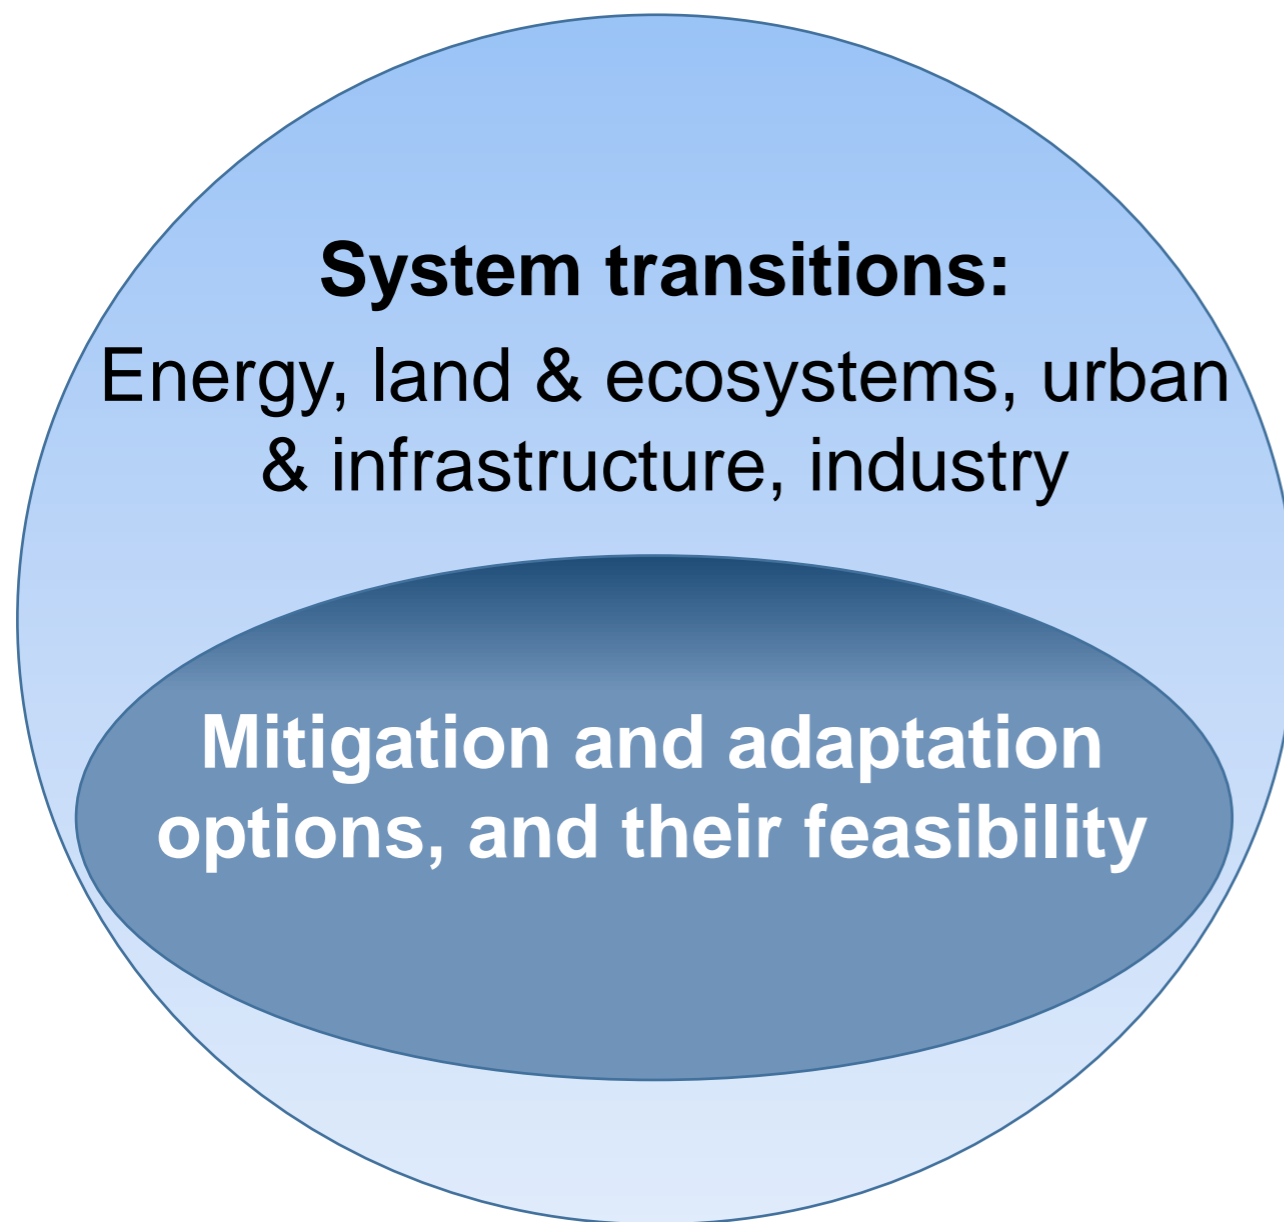 System transitions:
Energy, land & ecosystems, urban
& infrastructure, industry
Mitigation and adaptation
options, and their feasibility